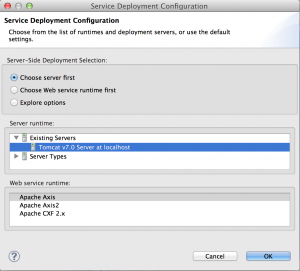 Service Deployment Configuration
Service Deployment Configuration
Choose from the list of runtimes and deployment servers, or use the default settings.
Server-Side Deployment Selection:
Choose server first
Choose Web service runtime first
Explore options
Server runtime:
Existing Servers
Tomcat v7.0 Server at localhost
Server Types
Web service runtime:
Apache Axis
Apache Axis2
Apache CXF 2.x
?
Cancel
OK